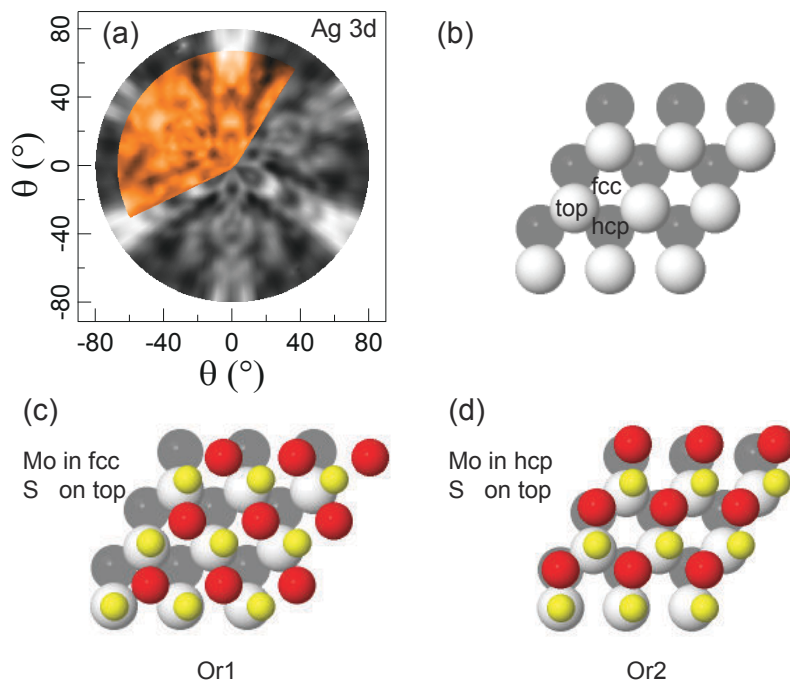 (a)
Ag 3d
80
40
0
-40
-80
θ (°)
-80
-40
0
40
80
θ (°)
(b)
fcc
top
hcp
(c)
Mo in fcc
S on top
Or1
(d)
Mo in hcp
S on top
Or2